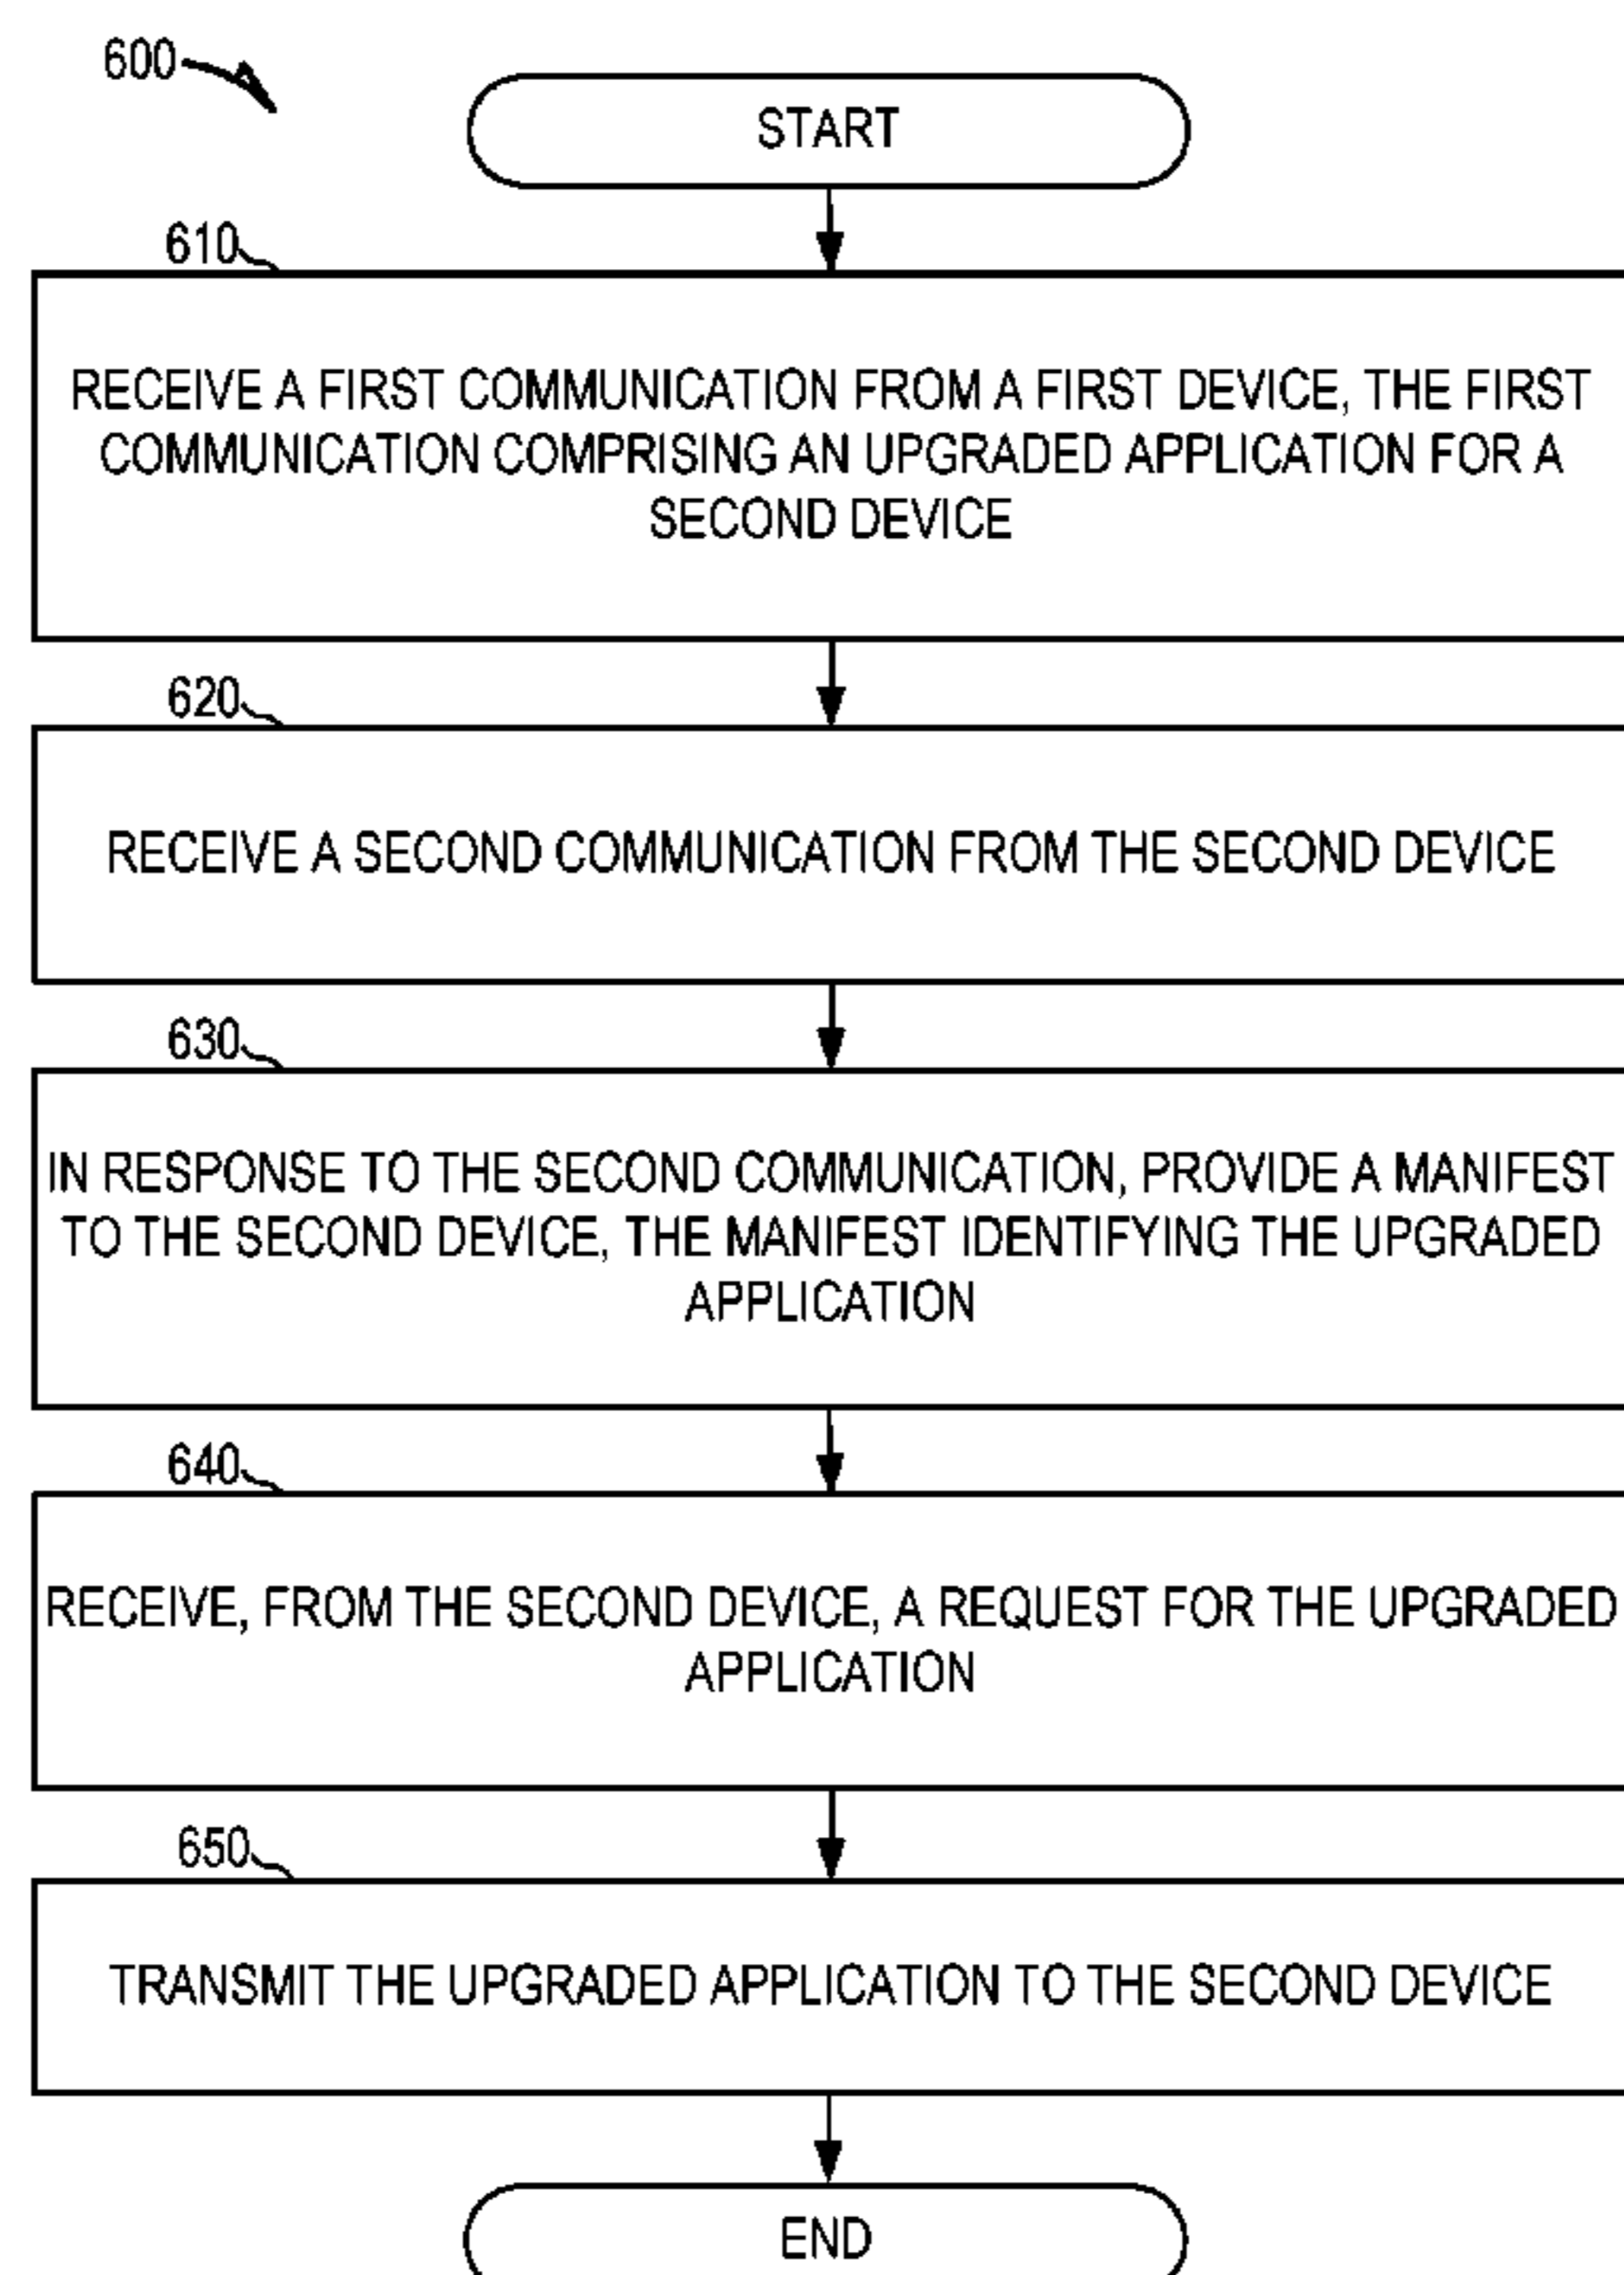 600
START
610
RECEIVE A FIRST COMMUNICATION FROM A FIRST DEVICE, THE FIRST
COMMUNICATION COMPRISING AN UPGRADED APPLICATION FOR A
SECOND DEVICE
620
RECEIVE A SECOND COMMUNICATION FROM THE SECOND DEVICE
630
IN RESPONSE TO THE SECOND COMMUNICATION, PROVIDE A MANIFEST
TO THE SECOND DEVICE, THE MANIFEST IDENTIFYING THE UPGRADED
APPLICATION
640
RECEIVE, FROM THE SECOND DEVICE, A REQUEST FOR THE UPGRADED
APPLICATION
650
TRANSMIT THE UPGRADED APPLICATION TO THE SECOND DEVICE
END